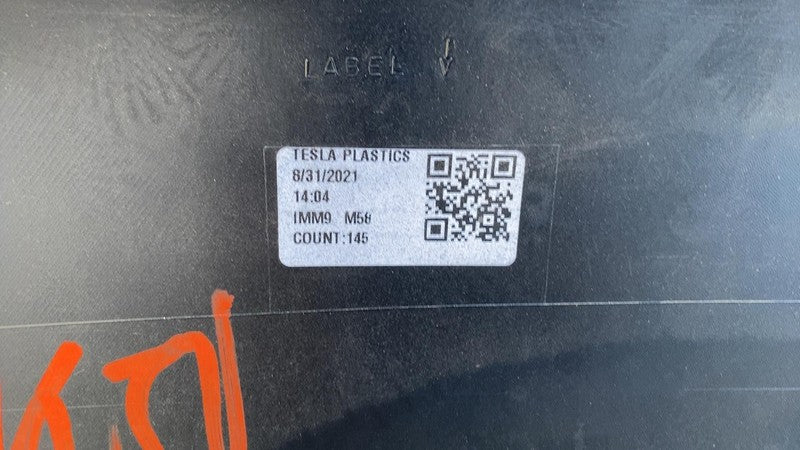 LABEL
TESLA PLASTICS
8/31/2021
14:04
IMM9 M58
COUNT:145